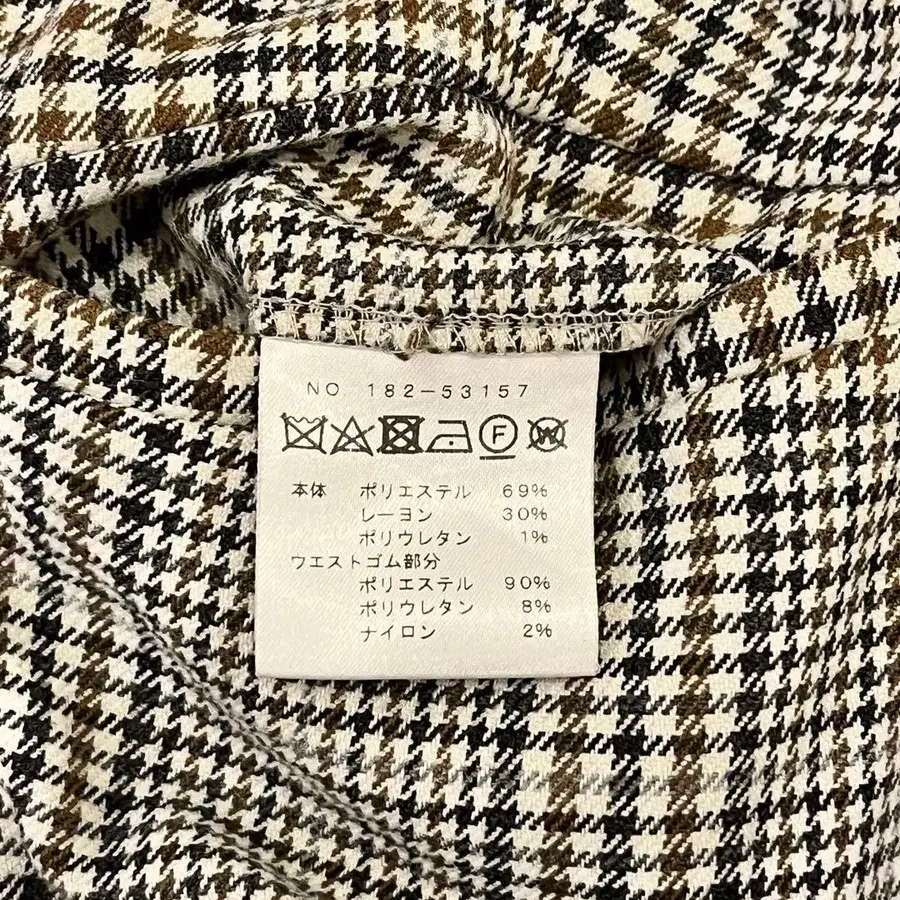 NO 182-53157
F W
本体 ポリエステル 69%
レーヨン 30%
ポリウレタン 1%
ウエストゴム部分
ポリエステル 90%
ポリウレタン 8%
ナイロン 2%